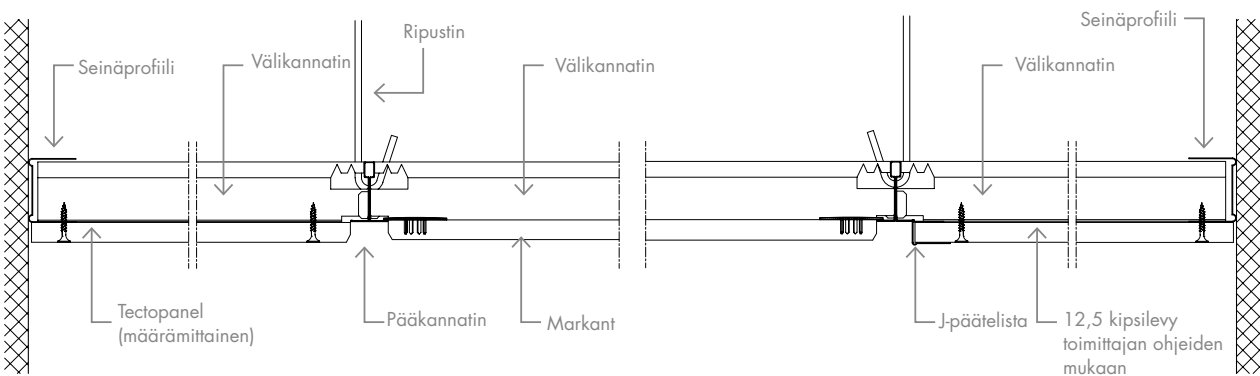 Seinäprofiili
Välikannatin
Ripustin
Välikannatin
Välikannatin
Seinäprofiili
Tectopanel
(määrämittainen)
Pääkannatin
Markant
J-päätelista
12,5 kipsilevy
toimittajan ohjeiden
mukaan